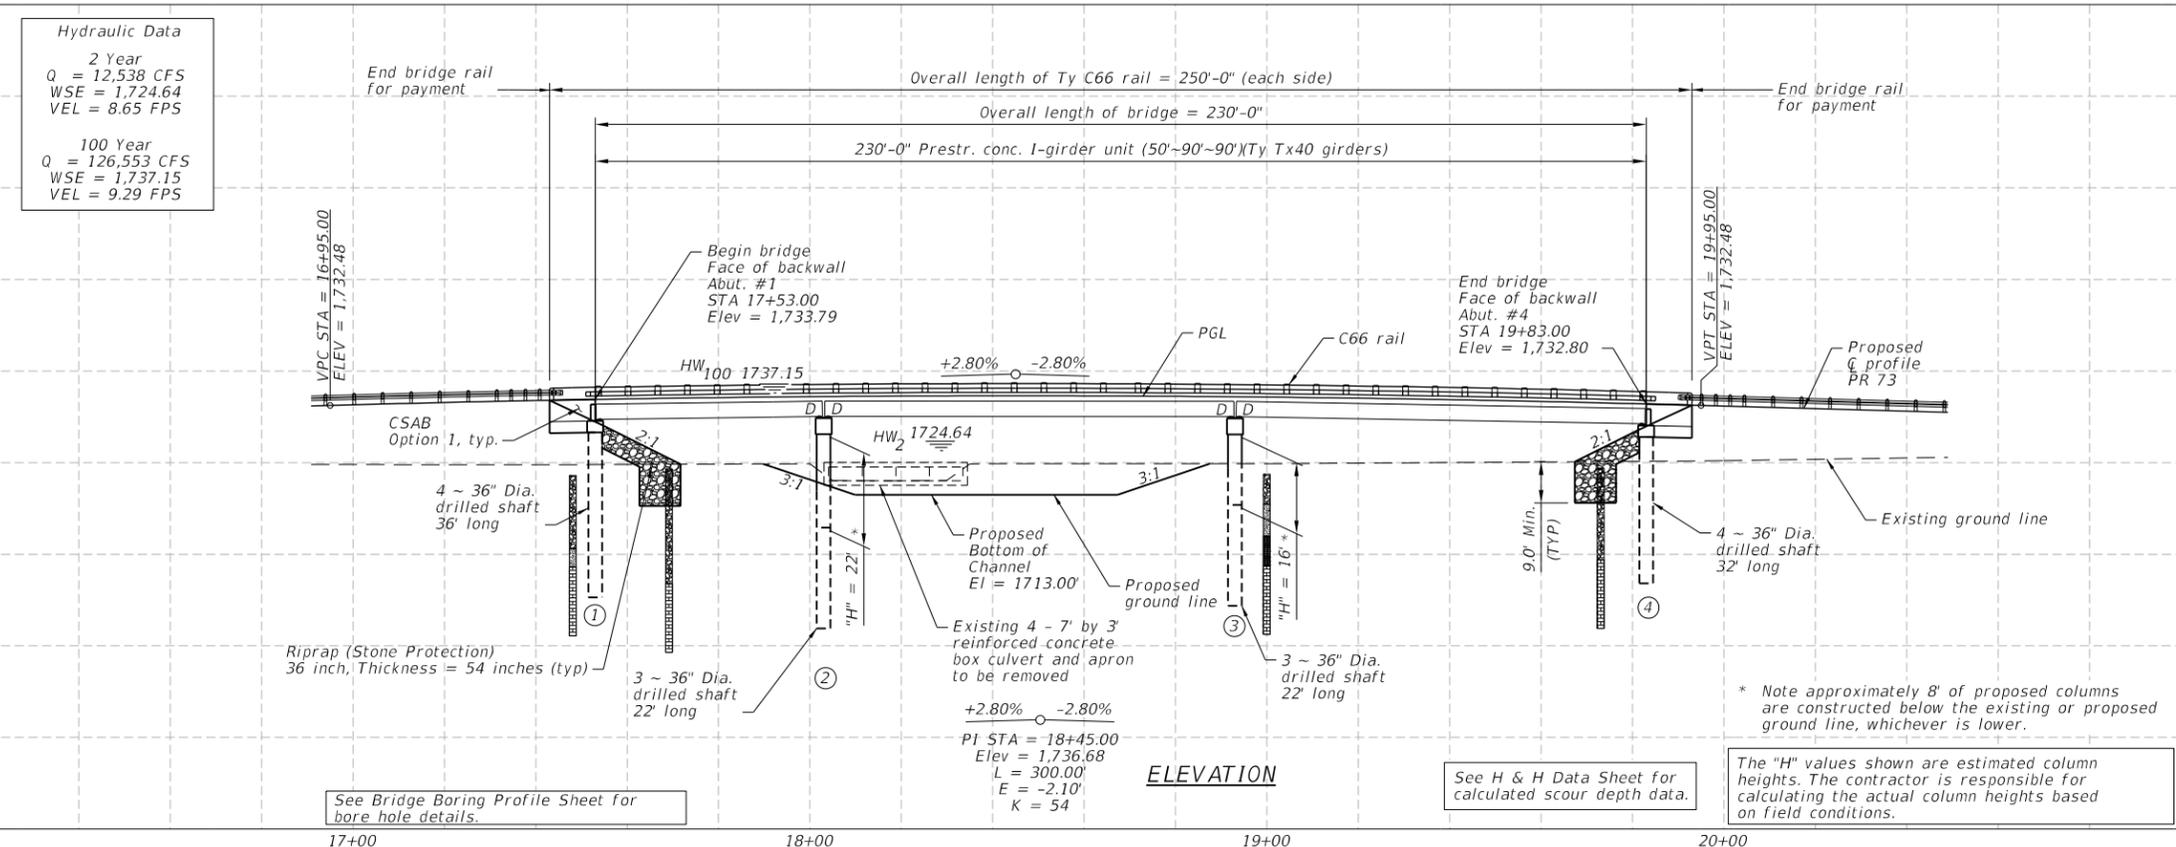 Hydraulic Data
2 Year
Q = 12,538 CFS
WSE = 1,724.64
VEL = 8.65 FPS
100 Year
Q = 126,553 CFS
WSE = 1,737.15
VEL = 9.29 FPS
End bridge rail
for payment
Overall length of Ty C66 rail = 250'-0" (each side)
End bridge rail
for payment
Overall length of bridge = 230'-0"
230'-0" Prestr. conc. I-girder unit (50'~90'~90')(Ty Tx40 girders)
VPC STA = 16+95.00
ELEV = 1,732.48
Begin bridge
Face of backwall
Abut. #1
STA 17+53.00
Elev = 1,733.79
End bridge
Face of backwall
Abut. #4
STA 19+83.00
Elev = 1,732.80
VPT STA = 19+95.00
ELEV = 1,732.48
PGL
C66 rail
Proposed
℄ profile
PR 73
HW100 1737.15
+2.80% -2.80%
CSAB
Option 1, typ.
2:1
D D
HW2 1724.64
D D
2:1
3:1
3:1
4 ~ 36" Dia.
drilled shaft
36' long
"H" = 22' *
Proposed
Bottom of
Channel
El = 1713.00'
Proposed
ground line
"H" = 16' *
9.0' Min.
(TYP)
Existing ground line
4 ~ 36" Dia.
drilled shaft
32' long
1
2
3
4
Riprap (Stone Protection)
36 inch, Thickness = 54 inches (typ)
3 ~ 36" Dia.
drilled shaft
22' long
Existing 4 - 7' by 3'
reinforced concrete
box culvert and apron
to be removed
3 ~ 36" Dia.
drilled shaft
22' long
+2.80% -2.80%
PI STA = 18+45.00
Elev = 1,736.68
L = 300.00'
E = -2.10'
K = 54
ELEVATION
* Note approximately 8' of proposed columns
are constructed below the existing or proposed
ground line, whichever is lower.
See Bridge Boring Profile Sheet for
bore hole details.
See H & H Data Sheet for
calculated scour depth data.
The "H" values shown are estimated column
heights. The contractor is responsible for
calculating the actual column heights based
on field conditions.
17+00 18+00 19+00 20+00